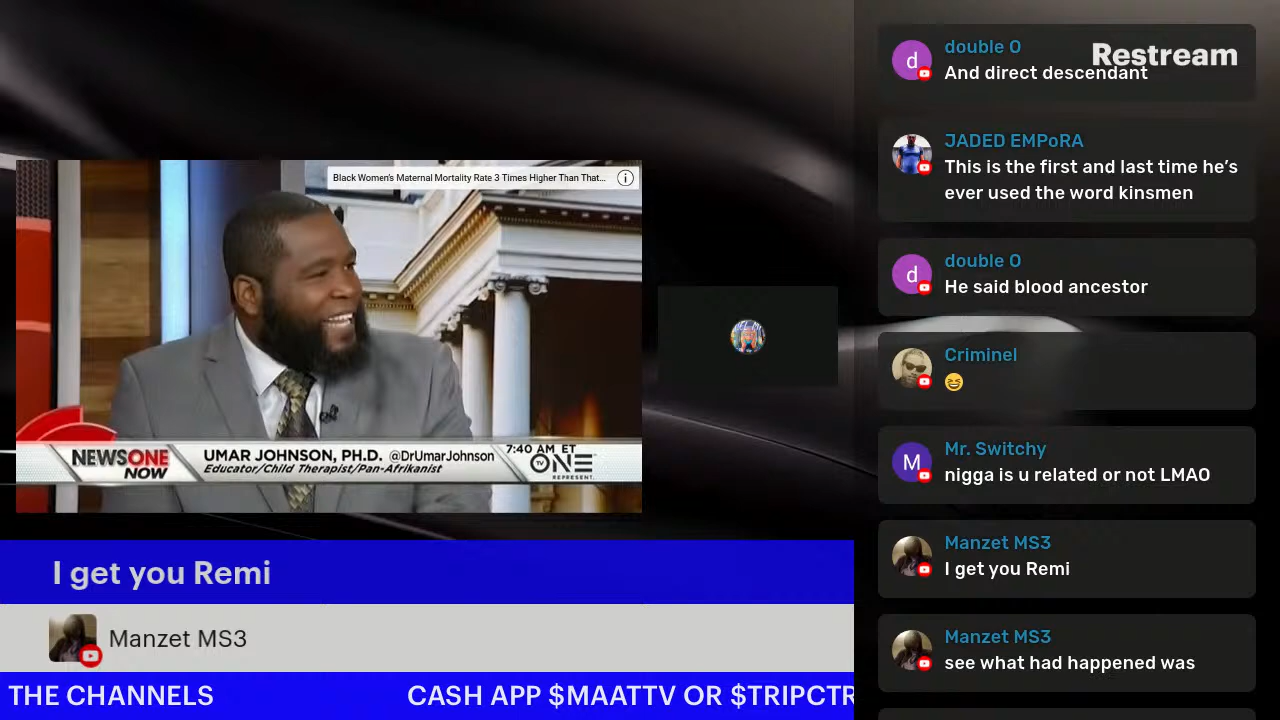 Black Women's Maternal Mortality Rate 3 Times Higher Than That...
NEWSONE
NOW
UMAR JOHNSON, PH.D. @DrUmarJohnson
Educator/Child Therapist/Pan-Afrikanist
7:40 AM ET
TV ONE
REPRESENT.
I get you Remi
Manzet MS3
THE CHANNELS
CASH APP $MAATTV OR $TRIPCTR
Restream
d
double O
And direct descendant
JADED EMPoRA
This is the first and last time he's
ever used the word kinsmen
d
double O
He said blood ancestor
Criminel
😆
M
Mr. Switchy
nigga is u related or not LMAO
Manzet MS3
I get you Remi
Manzet MS3
see what had happened was